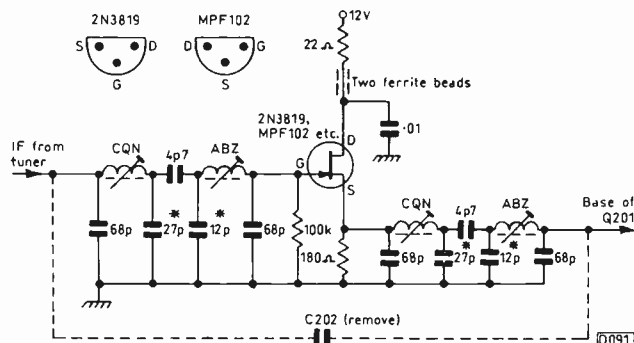 2N3819
MPF102
S D
G
D G
S
12V
22Ω
Two ferrite beads
2N3819,
MPF102 etc.
D
G
S
·01
IF from
tuner
CQN
4p7
ABZ
68p
*
27p
*
12p
68p
100k
180Ω
CQN
4p7
ABZ
Base of
Q201
68p
*
27p
*
12p
68p
C202 (remove)
D091